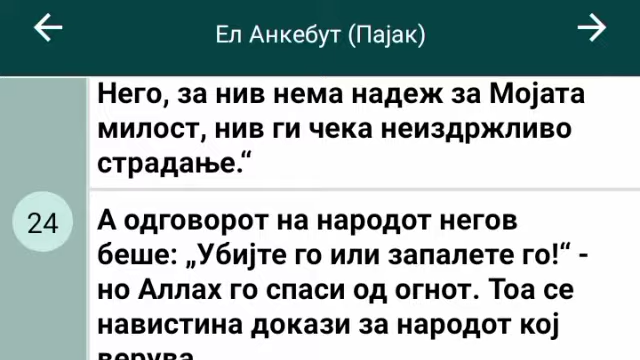 Ел Анкебут (Пајак)
Него, за нив нема надеж за Мојата
милост, нив ги чека неиздржливо
страдање.“
24
А одговорот на народот негов
беше: „Убијте го или запалете го!“ -
но Аллах го спаси од огнот. Тоа се
навистина докази за народот кој
верува